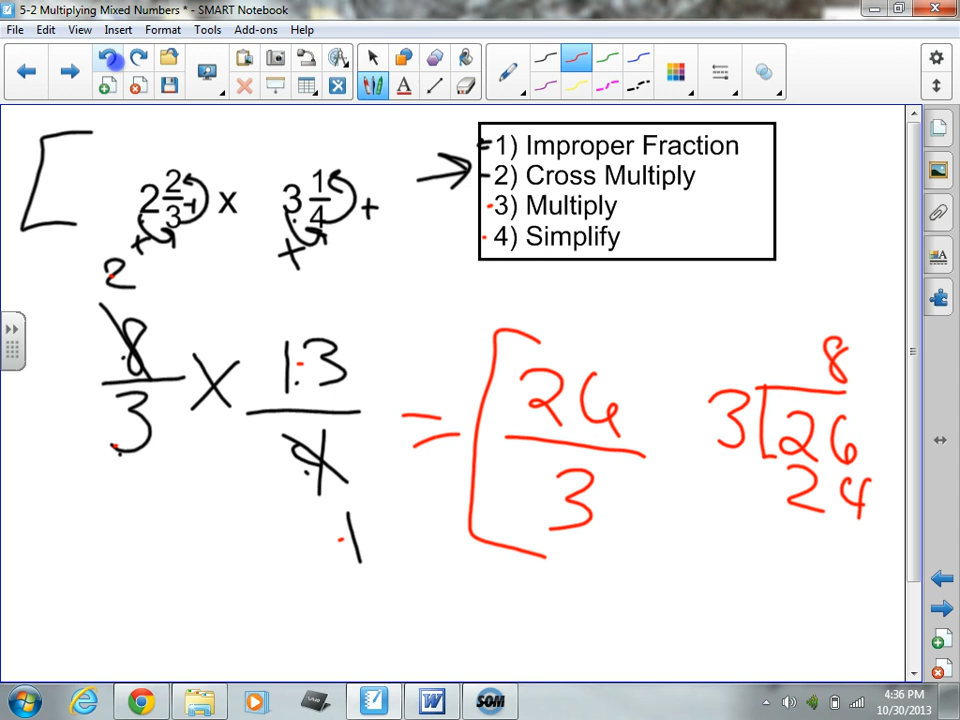 5-2 Multiplying Mixed Numbers * - SMART Notebook
File Edit View Insert Format Tools Add-ons Help
1) Improper Fraction
2) Cross Multiply
3) Multiply
4) Simplify
2 2/3 x 3 1/4 +
+ +
2
8/3 X 13/4 = 26/3
1
8
3 26
24
4:36 PM
10/30/2013
W
SOM